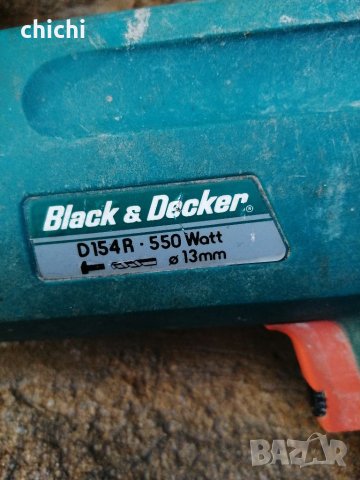 chichi
Black & Decker®
D154R · 550 Watt
ø 13mm
BAZAR